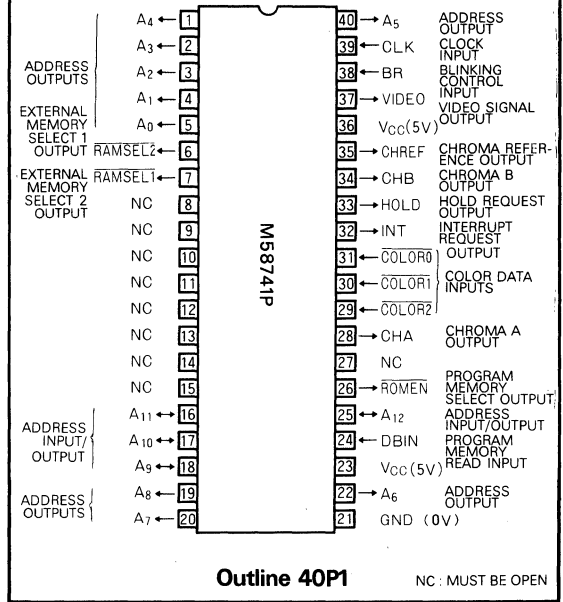 A4 1
A3 2
A2 3
A1 4
A0 5
ADDRESS
OUTPUTS
EXTERNAL
MEMORY
SELECT 1
OUTPUT RAMSEL2 6
EXTERNAL RAMSEL1 7
MEMORY
SELECT 2
OUTPUT
NC 8
NC 9
NC 10
NC 11
NC 12
NC 13
NC 14
NC 15
A11 16
A10 17
A9 18
ADDRESS
INPUT/
OUTPUT
A8 19
A7 20
ADDRESS
OUTPUTS
M58741P
40 A5 ADDRESS
OUTPUT
39 CLK CLOCK
INPUT
38 BR BLINKING
CONTROL
INPUT
37 VIDEO VIDEO SIGNAL
OUTPUT
36 VCC(5V)
35 CHREF CHROMA REFER-
ENCE OUTPUT
34 CHB CHROMA B
OUTPUT
33 HOLD HOLD REQUEST
OUTPUT
32 INT INTERRUPT
REQUEST
OUTPUT
31 COLOR0
30 COLOR1 COLOR DATA
INPUTS
29 COLOR2
28 CHA CHROMA A
OUTPUT
27 NC
26 ROMEN PROGRAM
MEMORY
SELECT OUTPUT
25 A12 ADDRESS
INPUT/OUTPUT
24 DBIN PROGRAM
MEMORY
READ INPUT
23 VCC(5V)
22 A6 ADDRESS
OUTPUT
21 GND (0V)
Outline 40P1
NC : MUST BE OPEN